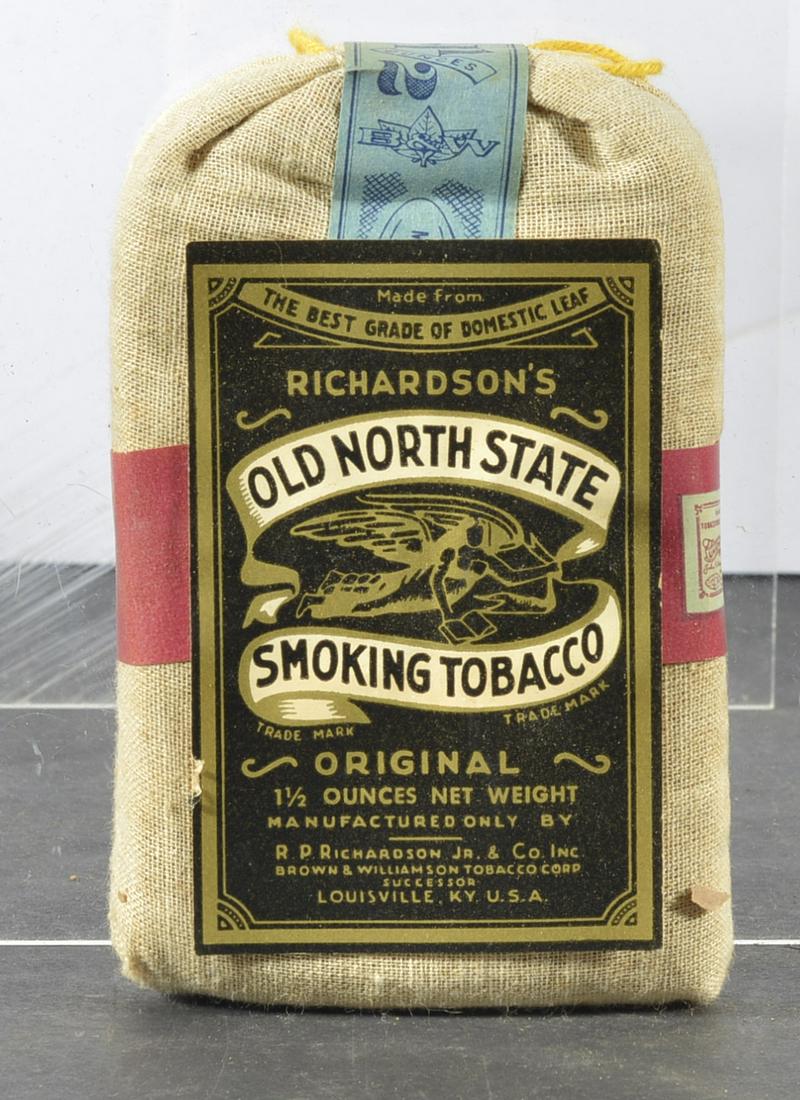 2
B W
Made from
THE BEST GRADE OF DOMESTIC LEAF
RICHARDSON'S
OLD NORTH STATE
SMOKING TOBACCO
TRADE MARK
TRADE MARK
ORIGINAL
1½ OUNCES NET WEIGHT
MANUFACTURED ONLY BY
R. P. RICHARDSON, JR. & CO. INC
BROWN & WILLIAMSON TOBACCO CORP.
SUCCESSOR
LOUISVILLE, KY. U.S.A.